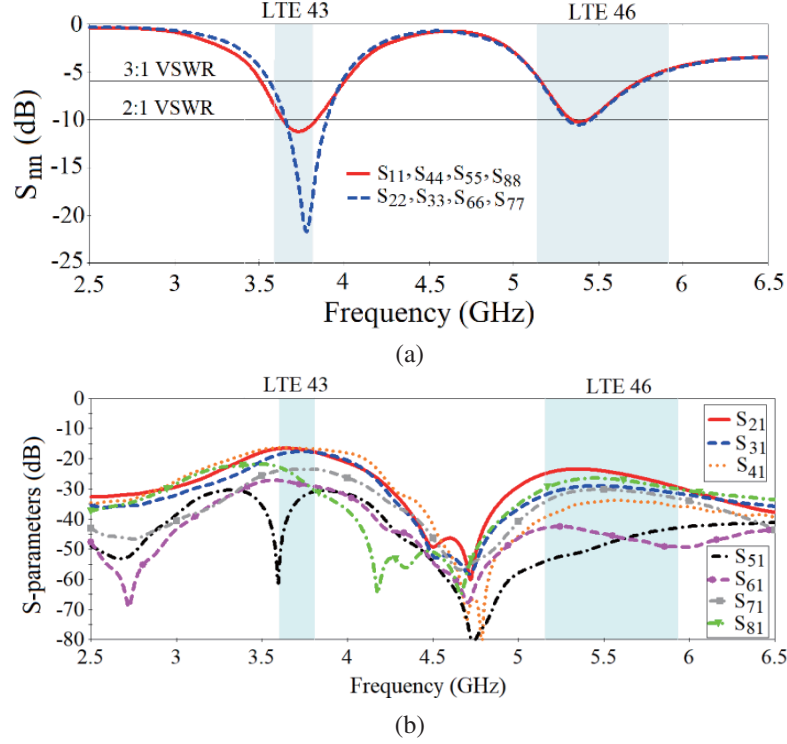 LTE 43 LTE 46
0
-5
-10
-15
-20
-25
3:1 VSWR
2:1 VSWR
Snn (dB)
S11, S44, S55, S88
S22, S33, S66, S77
2.5 3.0 3.5 4.0 4.5 5 5.5 6 6.5
Frequency (GHz)
(a)
LTE 43 LTE 46
0
-10
-20
-30
-40
-50
-60
-70
-80
S-parameters (dB)
S21
S31
S41
S51
S61
S71
S81
2.5 3 3.5 4 4.5 5 5.5 6 6.5
Frequency (GHz)
(b)